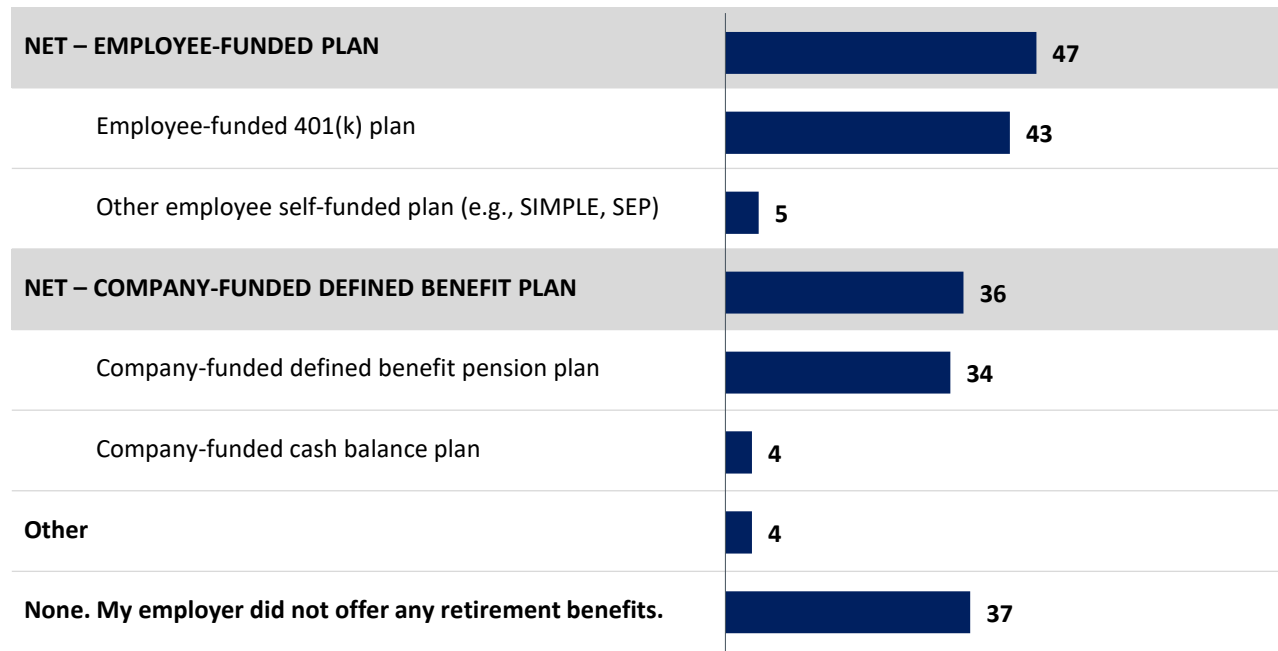 NET – EMPLOYEE-FUNDED PLAN 47
Employee-funded 401(k) plan 43
Other employee self-funded plan (e.g., SIMPLE, SEP) 5
NET – COMPANY-FUNDED DEFINED BENEFIT PLAN 36
Company-funded defined benefit pension plan 34
Company-funded cash balance plan 4
Other 4
None. My employer did not offer any retirement benefits. 37